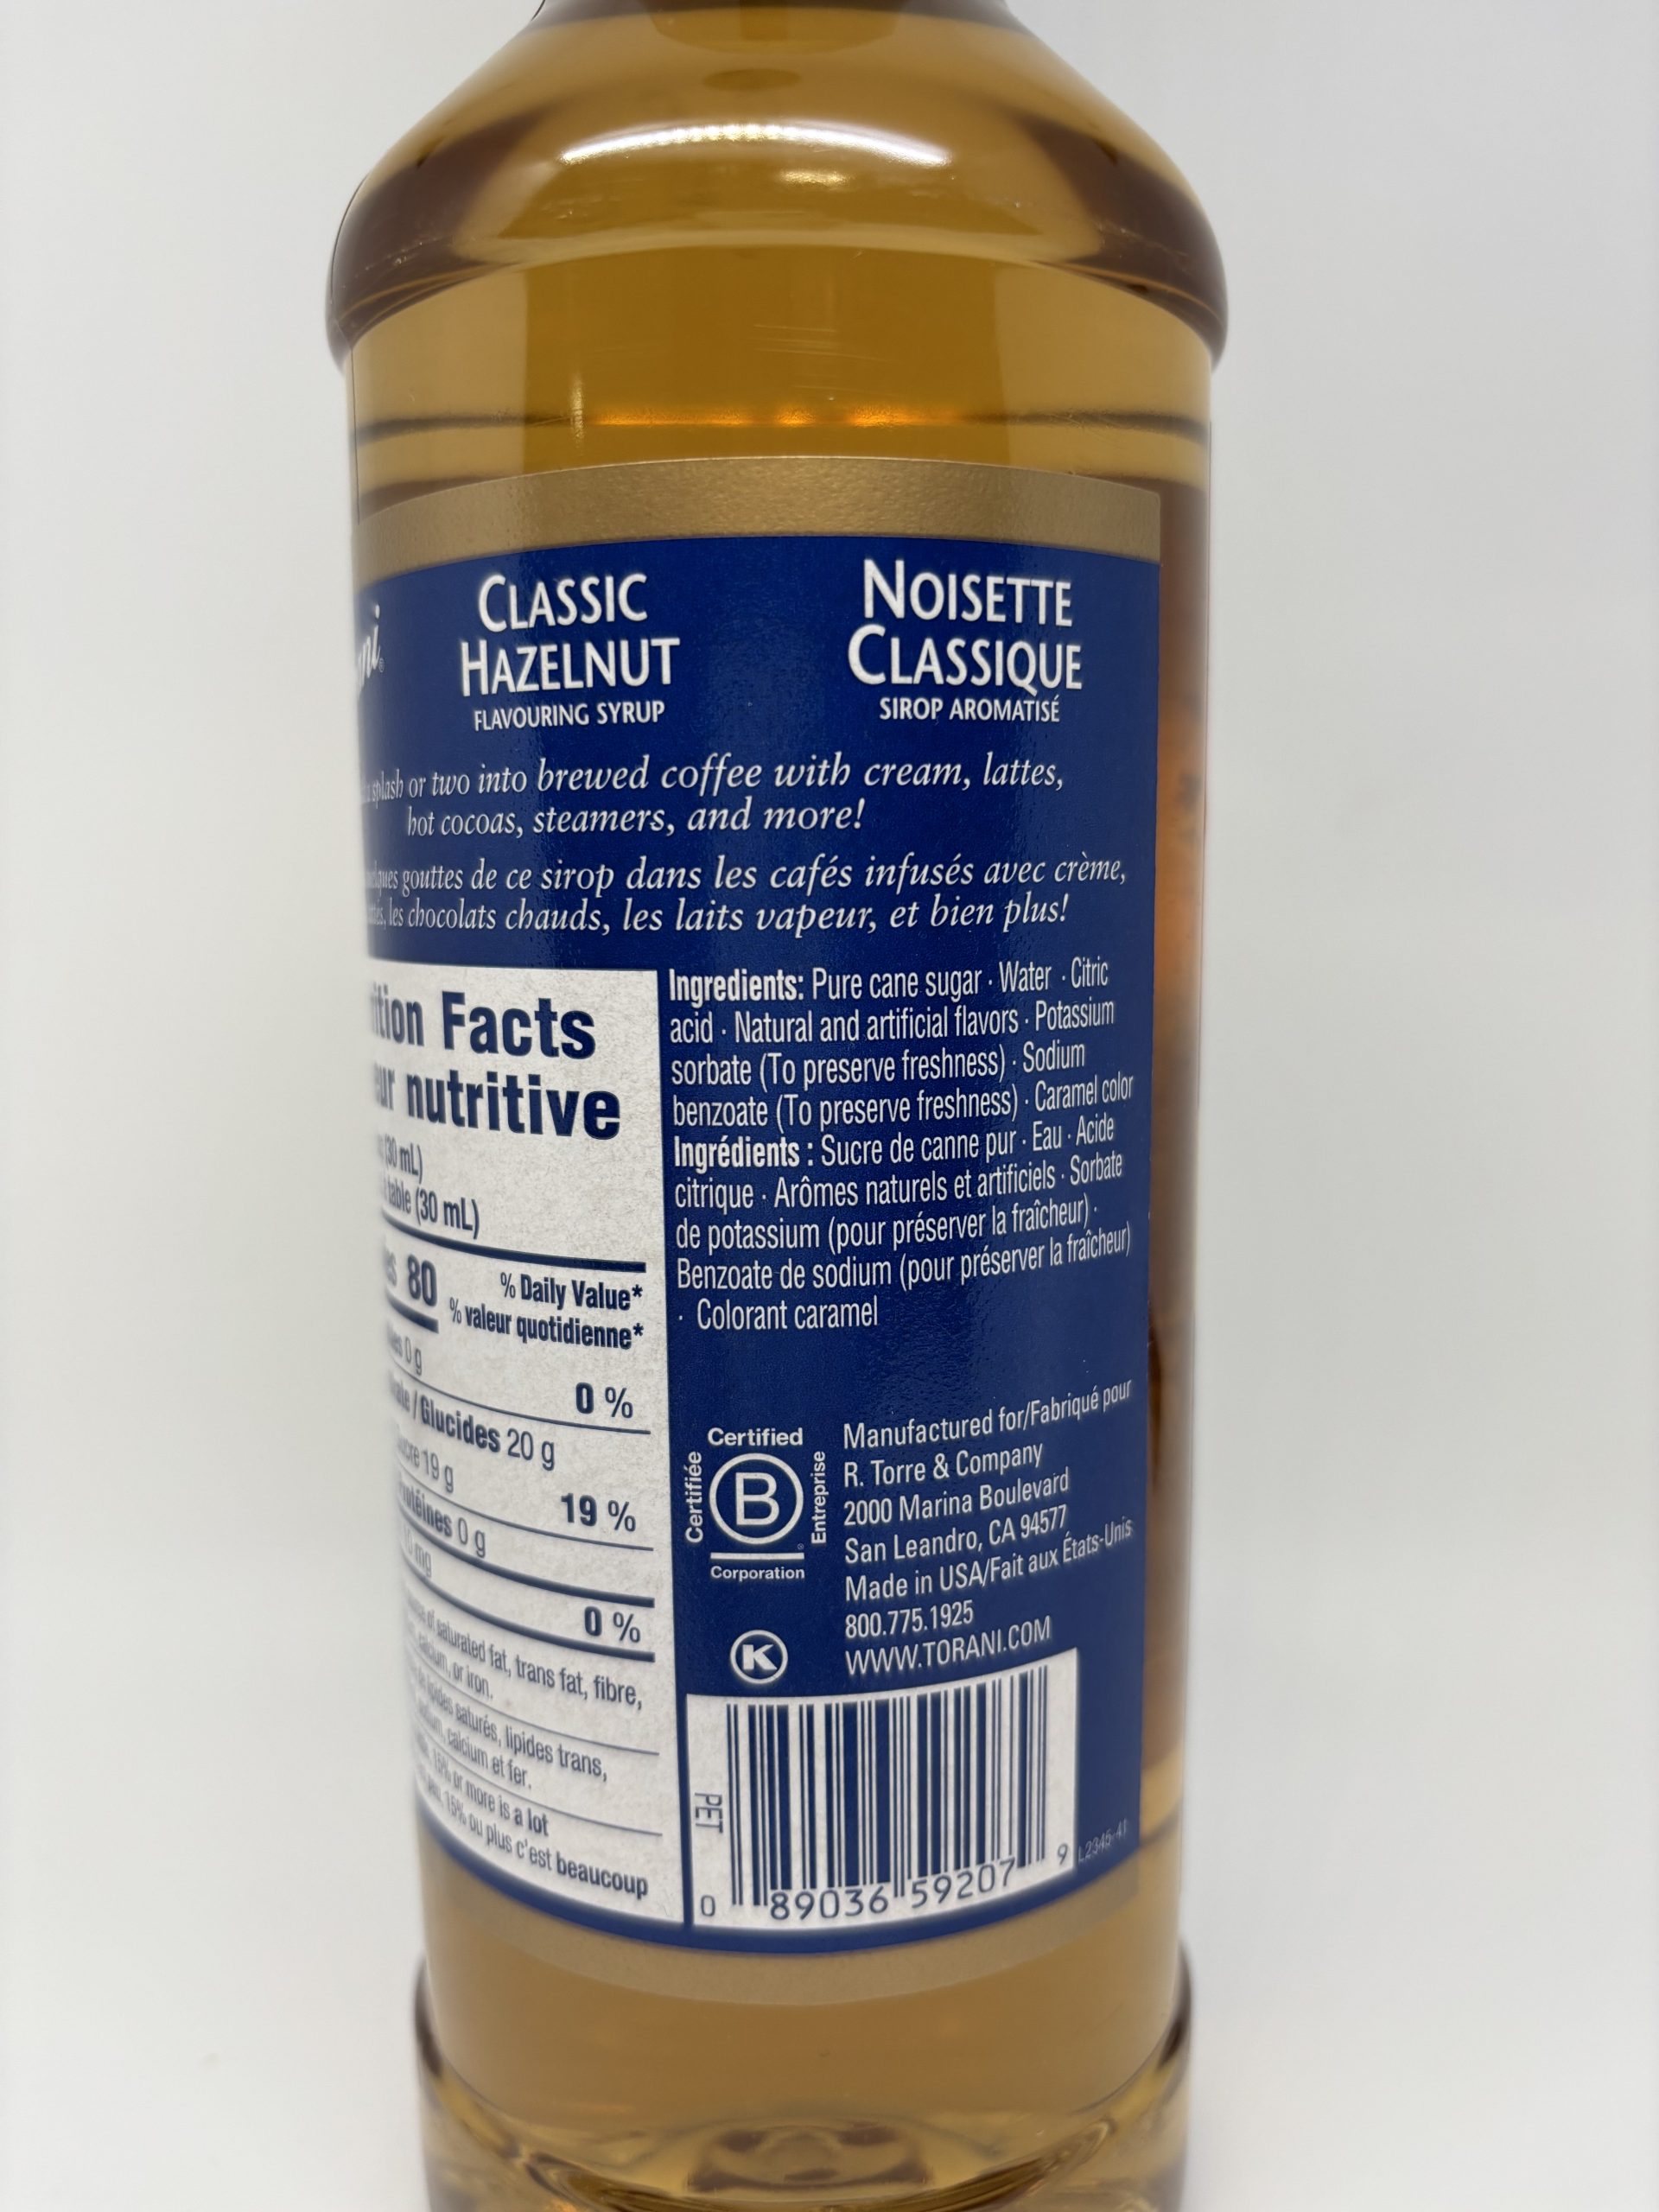 CLASSIC
HAZELNUT
FLAVOURING SYRUP
NOISETTE
CLASSIQUE
SIROP AROMATISÉ
splash or two into brewed coffee with cream, lattes,
hot cocoas, steamers, and more!
gouttes de ce sirop dans les cafés infusés avec crème,
les chocolats chauds, les laits vapeur, et bien plus!
Facts
nutritive
(30 mL)
table (30 mL)
80
% Daily Value*
% valeur quotidienne*
0 g
0 %
/ Glucides 20 g
19 g
19 %
0 g
mg
0 %
saturated fat, trans fat, fibre,
calcium, or iron.
lipides saturés, lipides trans,
calcium et fer.
15% or more is a lot
15% ou plus c'est beaucoup
Ingredients: Pure cane sugar · Water · Citric
acid · Natural and artificial flavors · Potassium
sorbate (To preserve freshness) · Sodium
benzoate (To preserve freshness) · Caramel color
Ingrédients : Sucre de canne pur · Eau · Acide
citrique · Arômes naturels et artificiels · Sorbate
de potassium (pour préserver la fraîcheur) ·
Benzoate de sodium (pour préserver la fraîcheur)
· Colorant caramel
Certified
Certifiée
B
Entreprise
Corporation
K
Manufactured for/Fabriqué pour
R. Torre & Company
2000 Marina Boulevard
San Leandro, CA 94577
Made in USA/Fait aux États-Unis
800.775.1925
WWW.TORANI.COM
PET
0 89036 59207 9
L2345-41